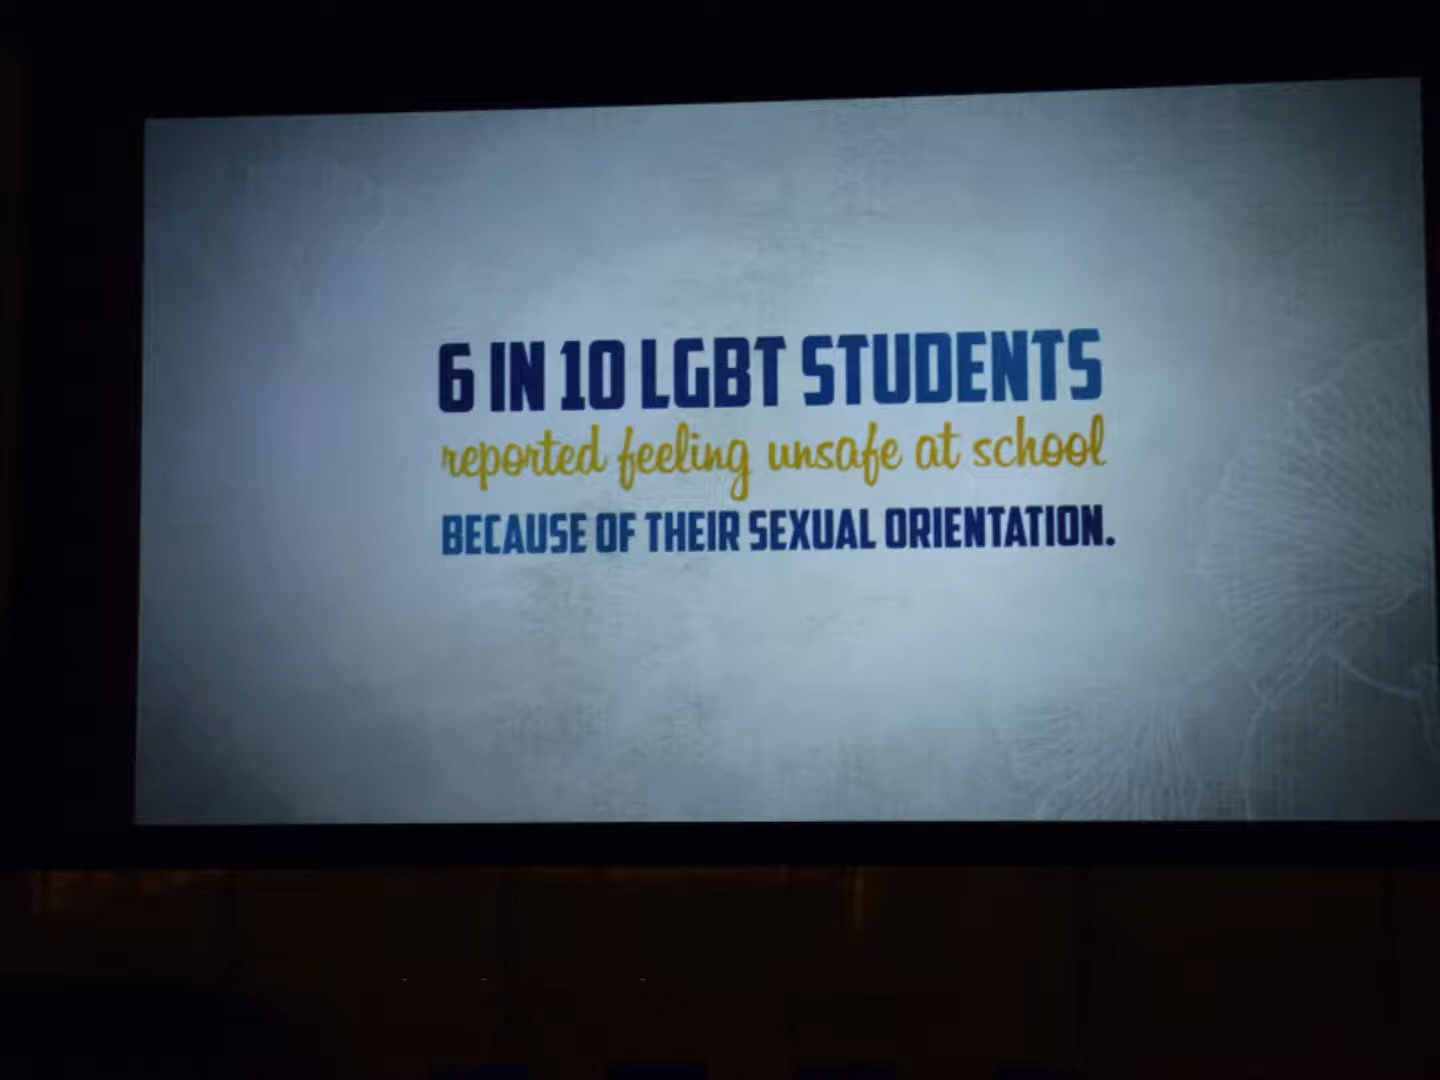 6 IN 10 LGBT STUDENTS
reported feeling unsafe at school
BECAUSE OF THEIR SEXUAL ORIENTATION.